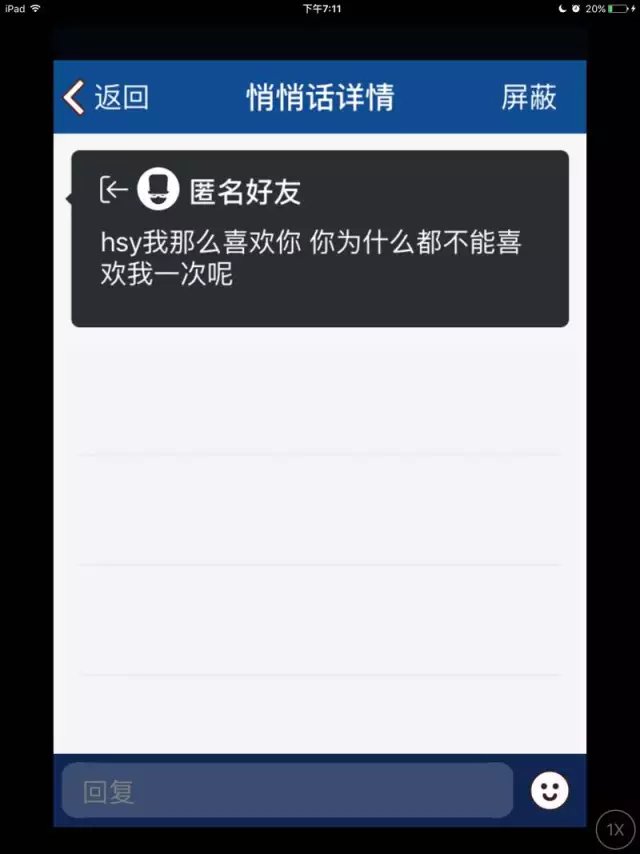 iPad 下午7:11 20%
返回 悄悄话详情 屏蔽
匿名好友
hsy我那么喜欢你 你为什么都不能喜
欢我一次呢
回复
1X